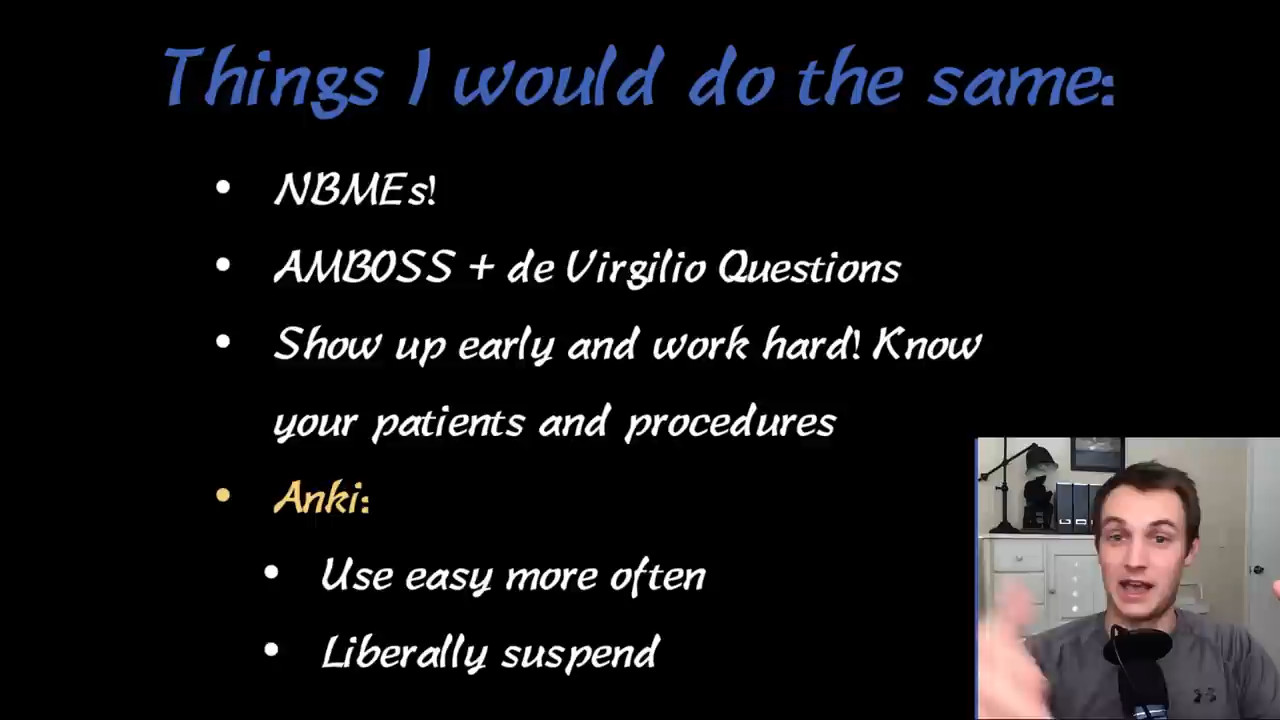 Things I would do the same:
• NBMEs!
• AMBOSS + de Virgilio Questions
• Show up early and work hard! Know
your patients and procedures
• Anki:
• Use easy more often
• Liberally suspend